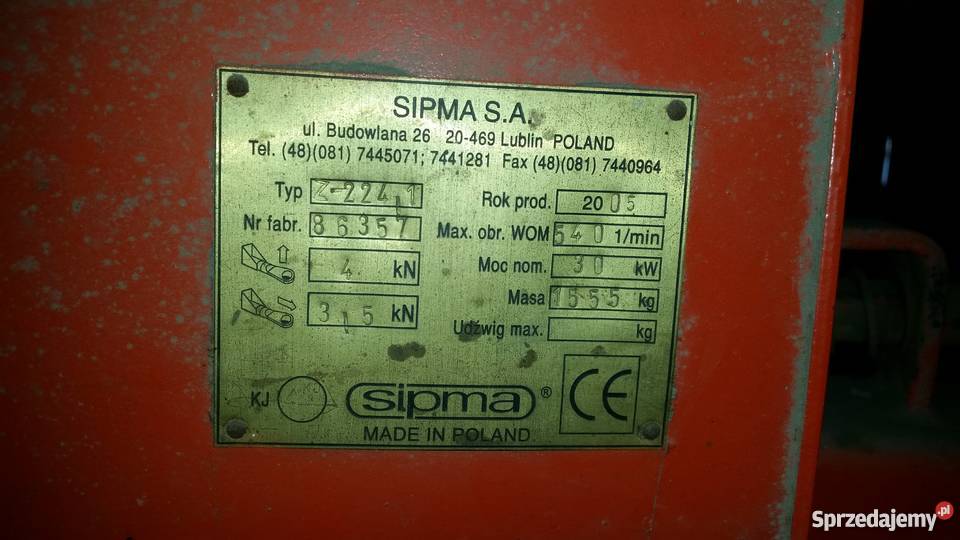 SIPMA S.A.
ul. Budowlana 26 20-469 Lublin POLAND
Tel. (48)(081) 7445071; 7441281 Fax (48)(081) 7440964
Typ Z-224,1
Nr fabr. 86357
4 kN
3,5 kN
Rok prod. 2005
Max. obr. WOM 540 1/min
Moc nom. 30 kW
Masa 1555 kg
Udźwig max. kg
KJ
sipma®
MADE IN POLAND
CE
Sprzedajemy.pl